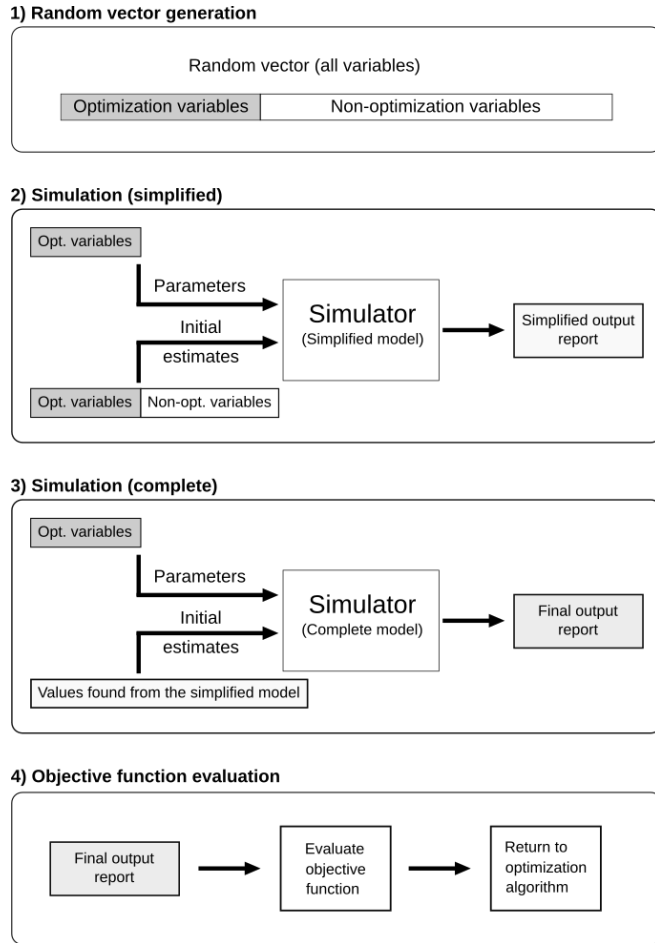 1) Random vector generation
Random vector (all variables)
Optimization variables
Non-optimization variables
2) Simulation (simplified)
Opt. variables
Parameters
Initial
estimates
Opt. variables
Non-opt. variables
Simulator
(Simplified model)
Simplified output
report
3) Simulation (complete)
Opt. variables
Parameters
Initial
estimates
Values found from the simplified model
Simulator
(Complete model)
Final output
report
4) Objective function evaluation
Final output
report
Evaluate
objective
function
Return to
optimization
algorithm